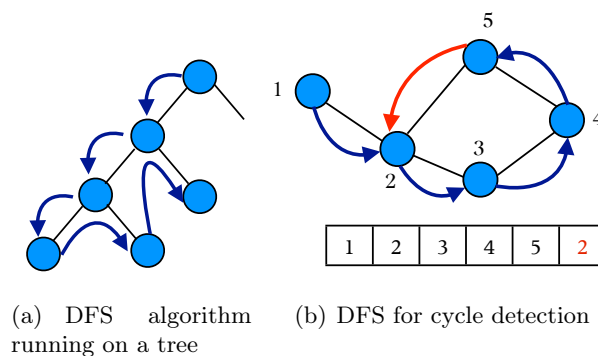 5
1
4
3
2
1 2 3 4 5 2
(a) DFS algorithm
running on a tree
(b) DFS for cycle detection